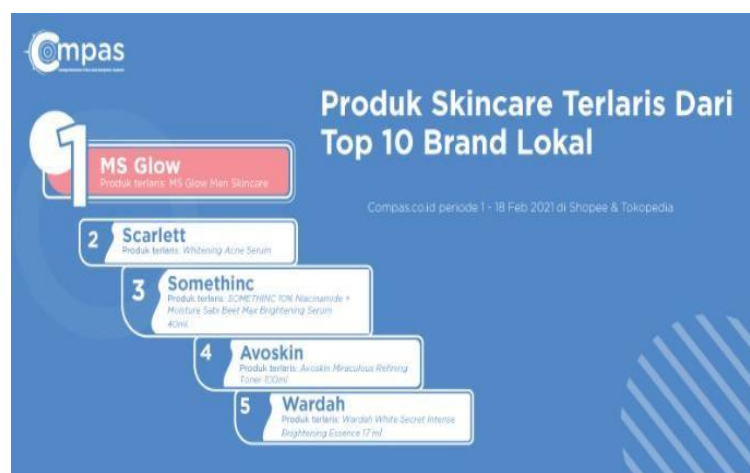 Compas
Produk Skincare Terlaris Dari
Top 10 Brand Lokal
Compas.co.id periode 1 - 18 Feb 2021 di Shopee & Tokopedia
1
MS Glow
Produk terlaris: MS Glow Men Skincare
2
Scarlett
Produk terlaris: Whitening Acne Serum
3
Somethinc
Produk terlaris: SOMETHINC 10% Niacinamide +
Moisture Sabi Beet Max Brightening Serum
40ml
4
Avoskin
Produk terlaris: Avoskin Miraculous Refining
Toner 100ml
5
Wardah
Produk terlaris: Wardah White Secret Intense
Brightening Essence 17 ml